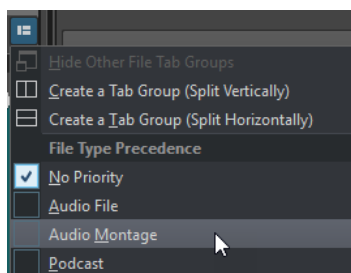 Hide Other File Tab Groups
Create a Tab Group (Split Vertically)
Create a Tab Group (Split Horizontally)
File Type Precedence
No Priority
Audio File
Audio Montage
Podcast